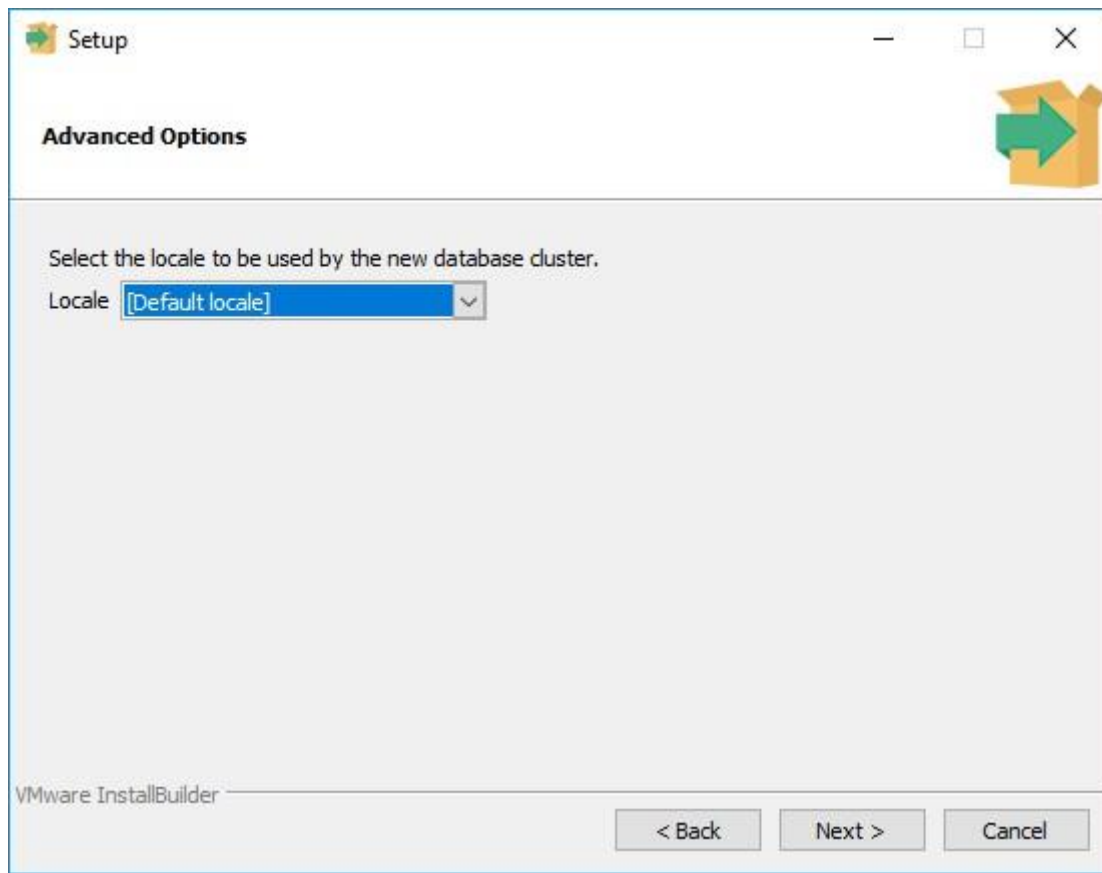 Setup
Advanced Options
Select the locale to be used by the new database cluster.
Locale [Default locale]
VMware InstallBuilder
< Back Next > Cancel